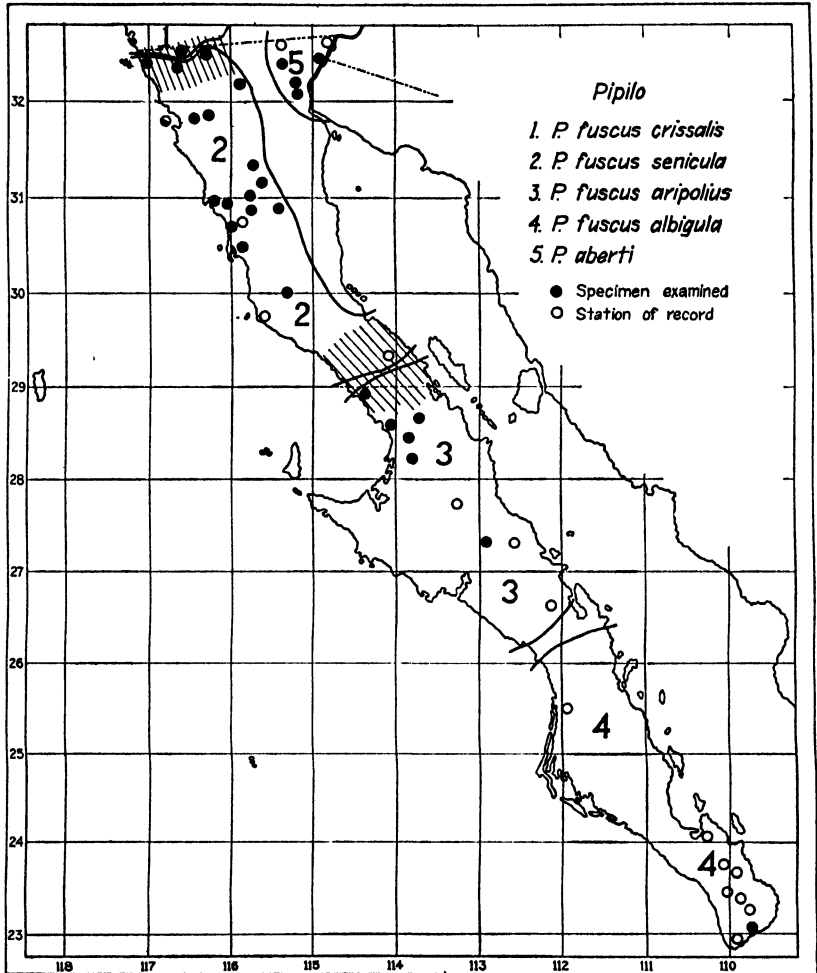 Pipilo
1. P. fuscus crissalis
2. P. fuscus senicula
3. P. fuscus aripolius
4. P. fuscus albigula
5. P. aberti
● Specimen examined
○ Station of record
1
5
2
2
3
3
4
4
32
31
30
29
28
27
26
25
24
23
118 117 116 115 114 113 112 111 110